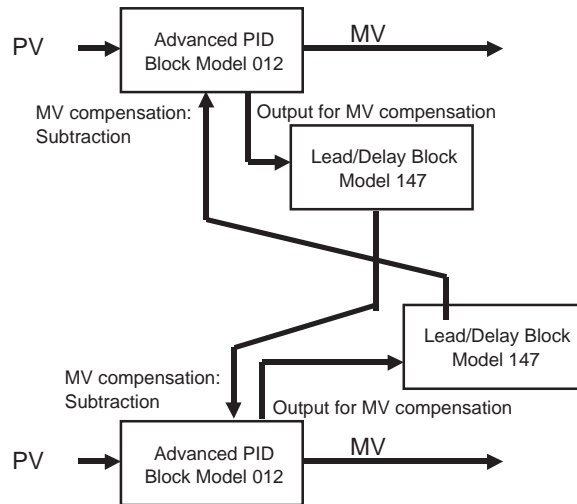 PV
Advanced PID
Block Model 012
MV
MV compensation:
Subtraction
Output for MV compensation
Lead/Delay Block
Model 147
Lead/Delay Block
Model 147
MV compensation:
Subtraction
Output for MV compensation
PV
Advanced PID
Block Model 012
MV